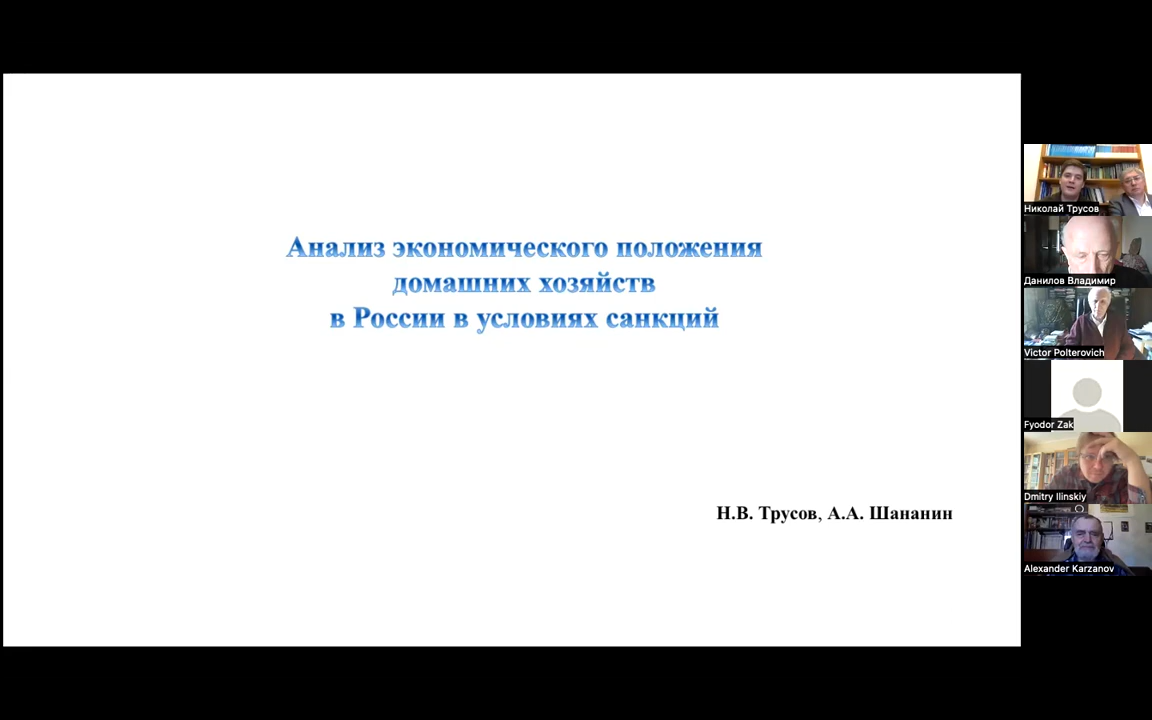 Анализ экономического положения
домашних хозяйств
в России в условиях санкций
Н.В. Трусов, А.А. Шананин
Николай Трусов
Данилов Владимир
Victor Polterovich
Fyodor Zak
Dmitry Ilinskiy
Alexander Karzanov